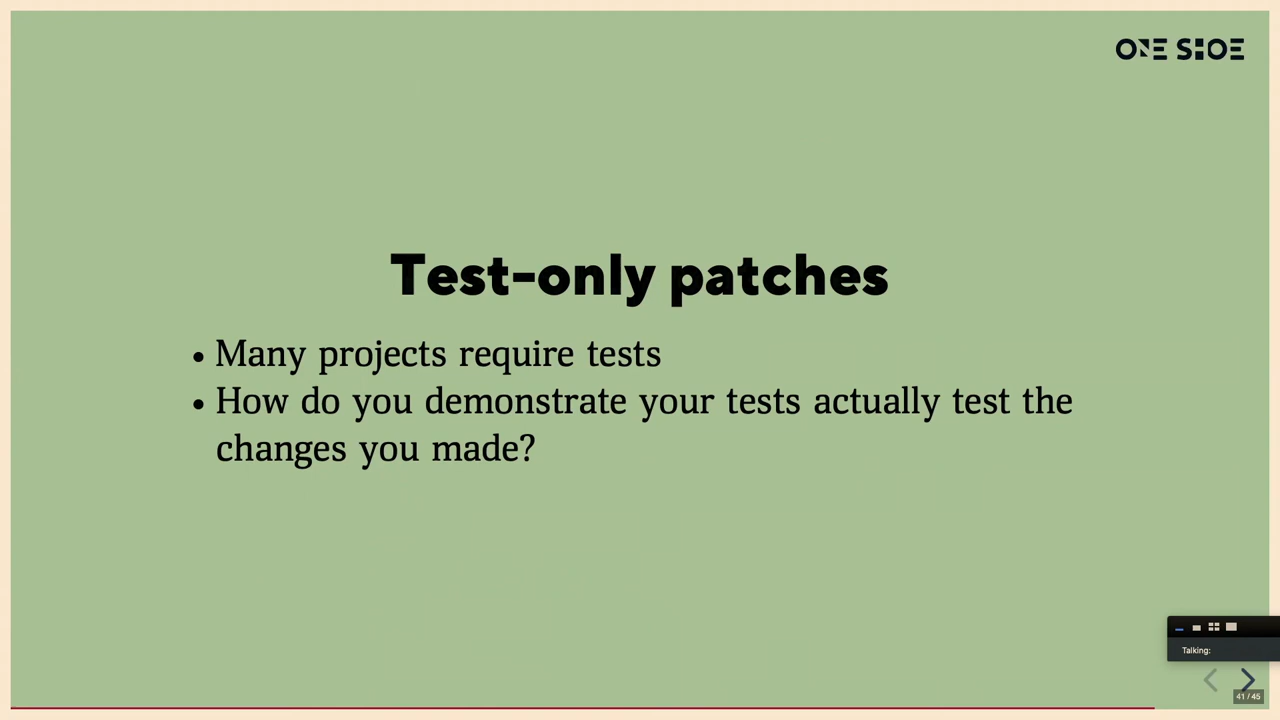 ONE SHOE
Test-only patches
• Many projects require tests
• How do you demonstrate your tests actually test the
changes you made?
Talking:
41 / 45